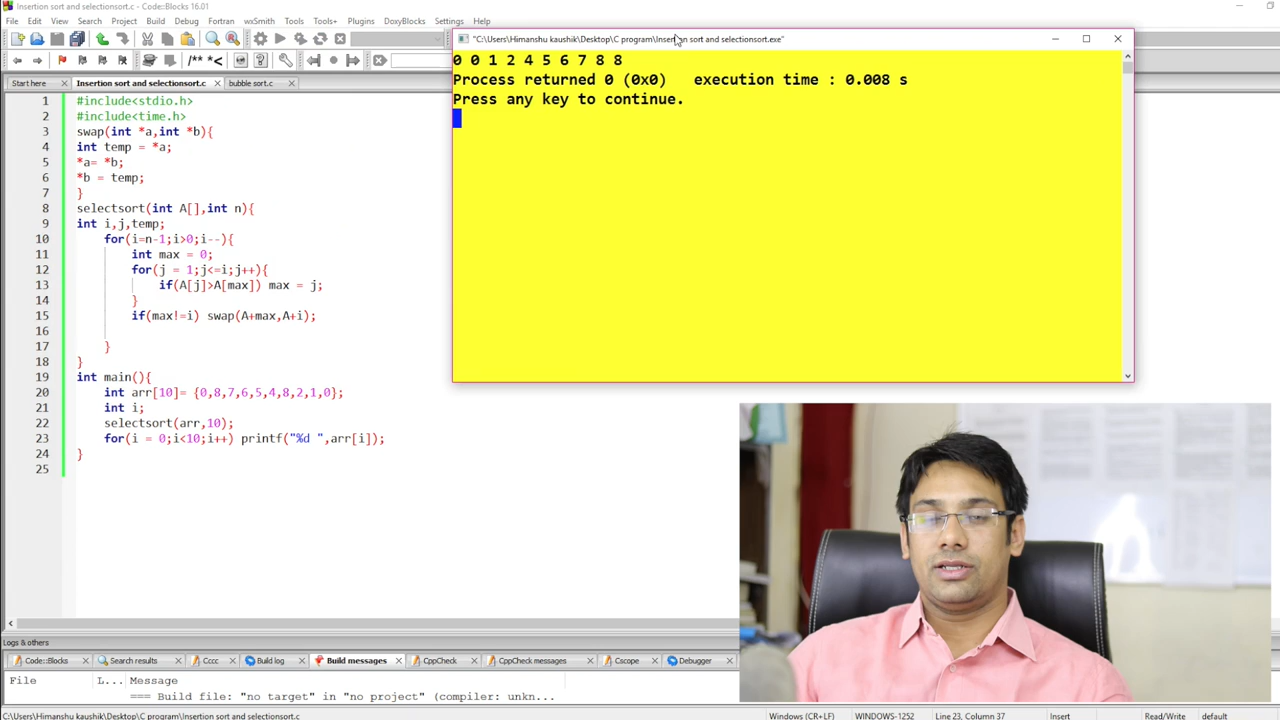 Insertion sort and selectionsort.c - Code::Blocks 16.01
File Edit View Search Project Build Debug Fortran wxSmith Tools Tools+ Plugins DoxyBlocks Settings Help
/** *<
Start here Insertion sort and selectionsort.c bubble sort.c
1 #include<stdio.h>
2 #include<time.h>
3 swap(int *a,int *b){
4 int temp = *a;
5 *a= *b;
6 *b = temp;
7 }
8 selectsort(int A[],int n){
9 int i,j,temp;
10 for(i=n-1;i>0;i--){
11 int max = 0;
12 for(j = 1;j<=i;j++){
13 if(A[j]>A[max]) max = j;
14 }
15 if(max!=i) swap(A+max,A+i);
16
17 }
18 }
19 int main(){
20 int arr[10]= {0,8,7,6,5,4,8,2,1,0};
21 int i;
22 selectsort(arr,10);
23 for(i = 0;i<10;i++) printf("%d ",arr[i]);
24 }
25
"C:\Users\Himanshu kaushik\Desktop\C program\Insertion sort and selectionsort.exe"
0 0 1 2 4 5 6 7 8 8
Process returned 0 (0x0) execution time : 0.008 s
Press any key to continue.
Logs & others
Code::Blocks Search results Cccc Build log Build messages CppCheck CppCheck messages Cscope Debugger
File L... Message
=== Build file: "no target" in "no project" (compiler: unkn...
C:\Users\Himanshu kaushik\Desktop\C program\Insertion sort and selectionsort.c Windows (CR+LF) WINDOWS-1252 Line 23, Column 37 Insert Read/Write default